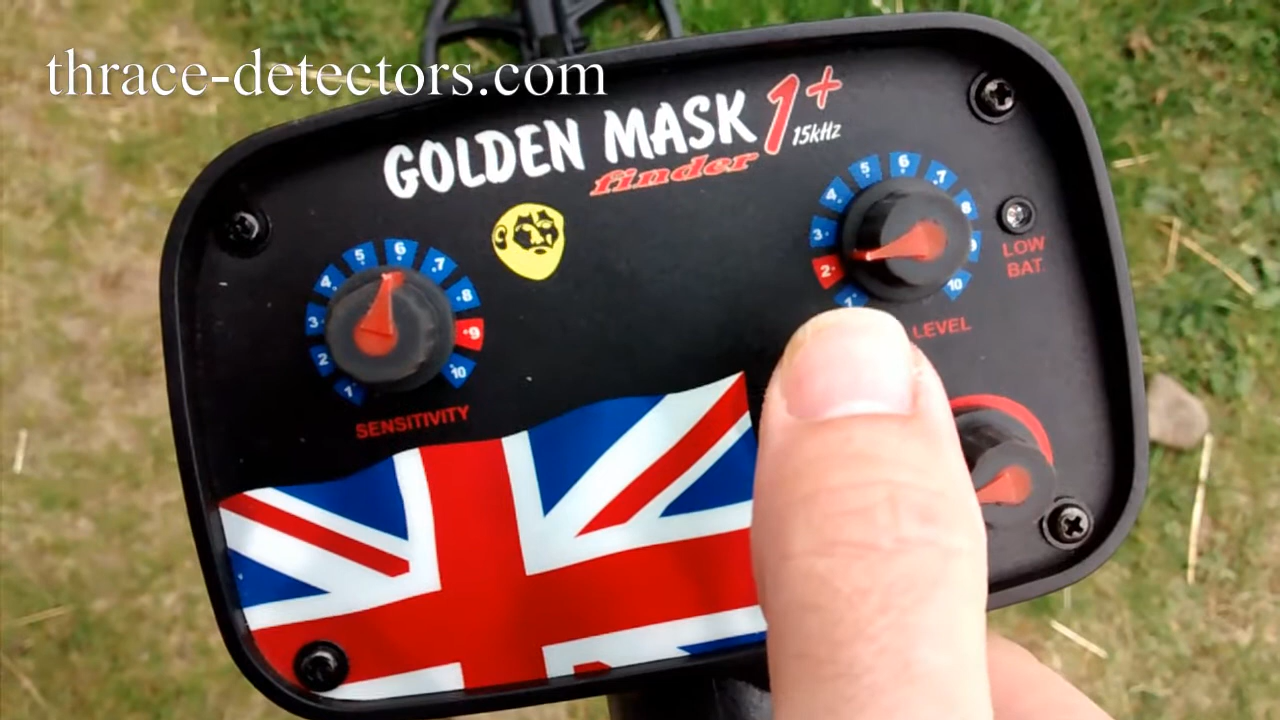 thrace-detectors.com
GOLDEN MASK 1+
finder
15kHz
1 2 3 4 5 6 7 8 9 10
SENSITIVITY
1 2 3 4 5 6 7 8 9 10
LEVEL
LOW
BAT.